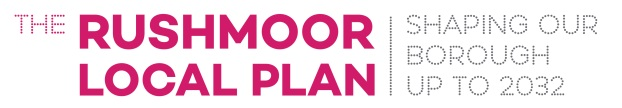 THE RUSHMOOR
LOCAL PLAN
SHAPING OUR
BOROUGH
UP TO 2032